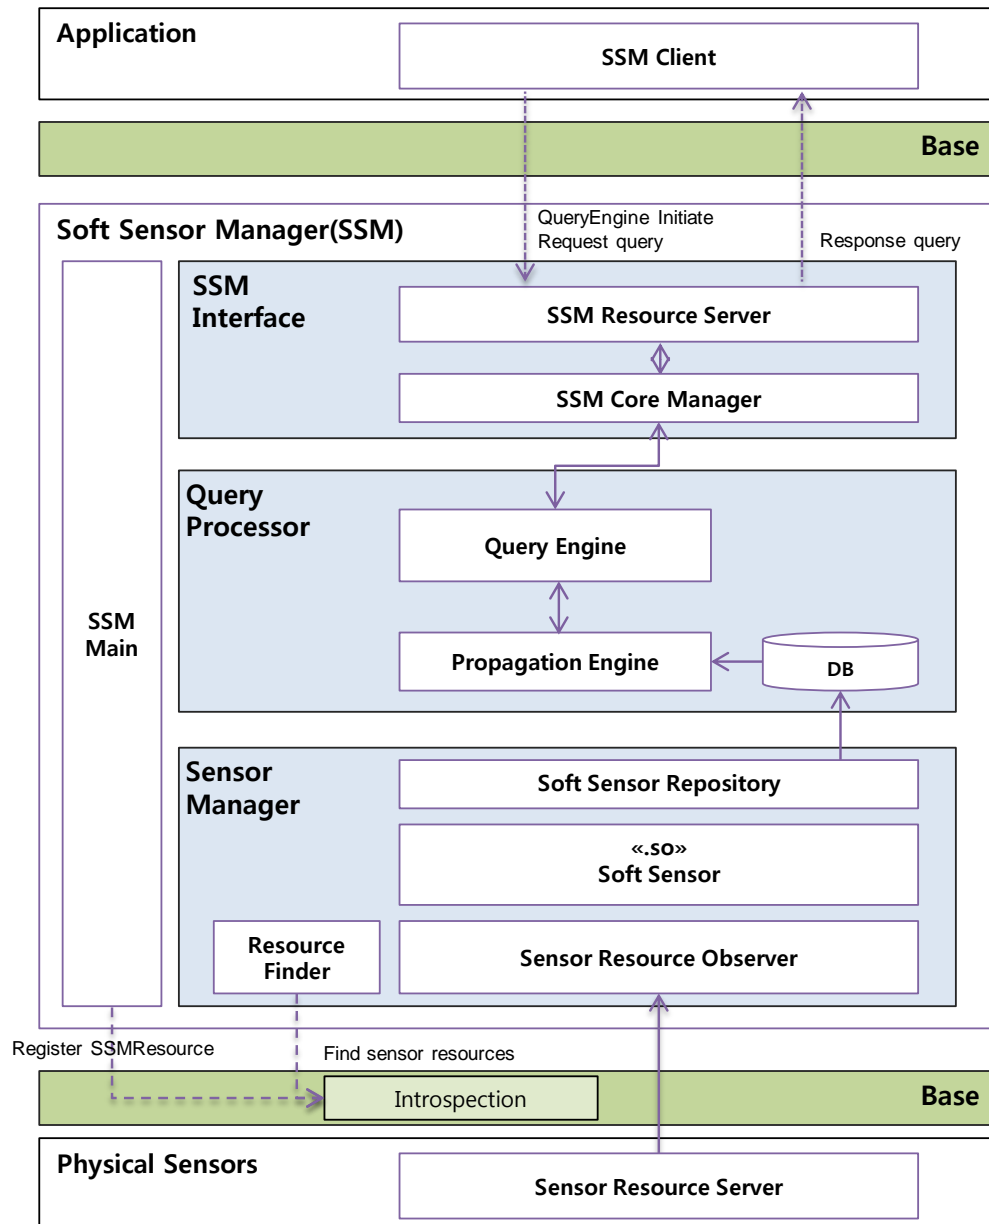 Application
SSM Client
Base
Soft Sensor Manager(SSM)
QueryEngine Initiate
Request query
Response query
SSM
Interface
SSM Resource Server
SSM Core Manager
Query
Processor
Query Engine
SSM
Main
Propagation Engine
DB
Sensor
Manager
Soft Sensor Repository
«.so»
Soft Sensor
Resource
Finder
Sensor Resource Observer
Register SSMResource
Find sensor resources
Introspection
Base
Physical Sensors
Sensor Resource Server